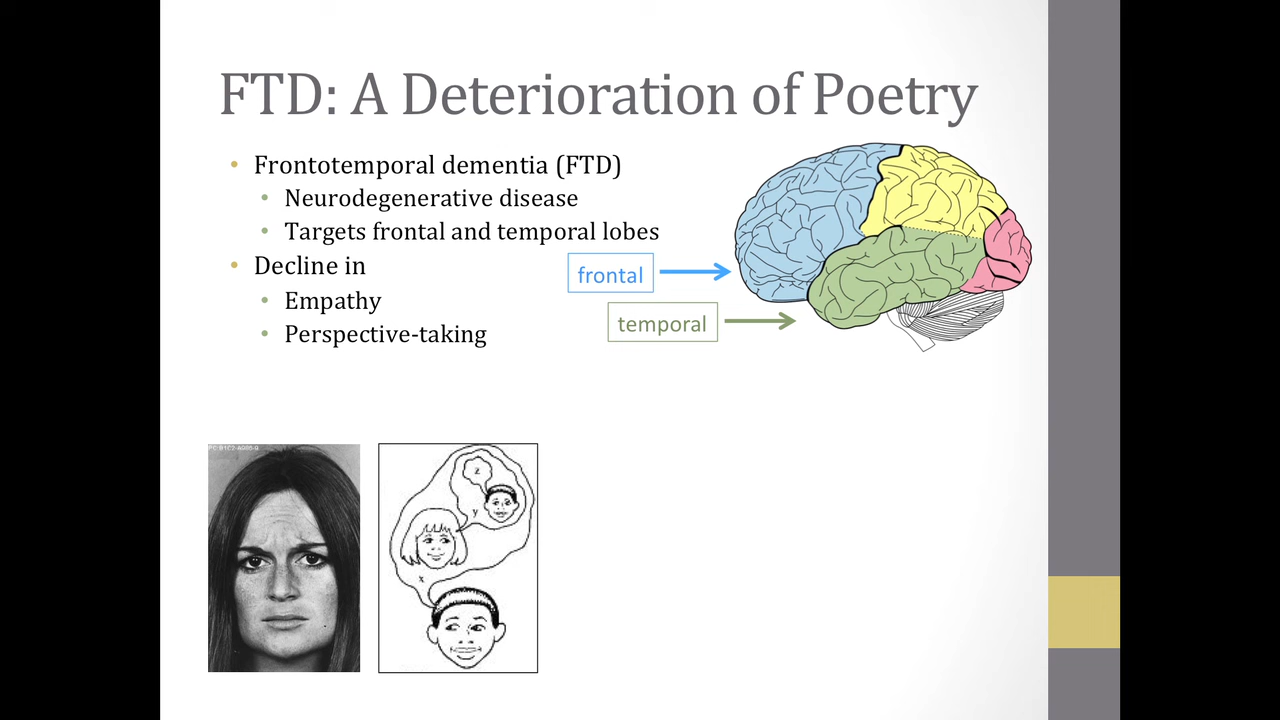 FTD: A Deterioration of Poetry
• Frontotemporal dementia (FTD)
• Neurodegenerative disease
• Targets frontal and temporal lobes
• Decline in
• Empathy
• Perspective-taking
frontal
temporal
z
y
x